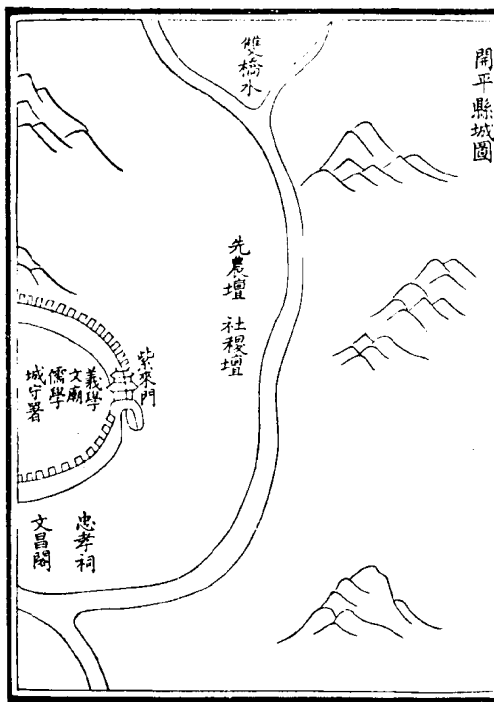 開平縣城圖
雙橋水
先農壇 社稷壇
紫來門
義學
文廟
儒學
城守署
忠孝祠
文昌閣